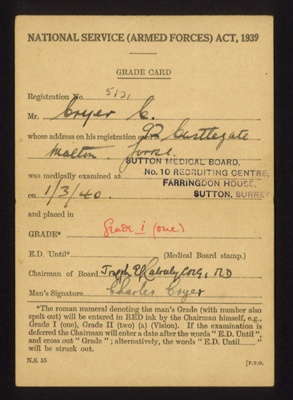 NATIONAL SERVICE (ARMED FORCES) ACT, 1939
GRADE CARD
Registration No. 5121
Mr. Cryer C.
whose address on his registration card is 92 Castlegate
Malton. Yorks.
SUTTON MEDICAL BOARD,
was medically examined at No. 10 RECRUITING CENTRE,
FARRINGDON HOUSE,
on 1/3/40. SUTTON, SURREY
and placed in
GRADE* Grade I (one)
E.D. Until* (Medical Board stamp.)
Chairman of Board Joseph MD
Man's Signature Charles Cryer
*The roman numeral denoting the man's Grade (with number also
spelt out) will be entered in RED ink by the Chairman himself, e.g.,
Grade I (one), Grade II (two) (a) (Vision). If the examination is
deferred the Chairman will enter a date after the words "E.D. Until",
and cross out "Grade"; alternatively, the words "E.D. Until......"
will be struck out.
N.S. 55 [P.T.O.